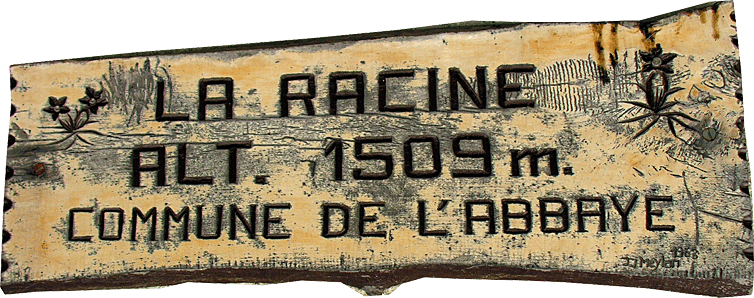 LA RACINE
ALT. 1509 m.
COMMUNE DE L'ABBAYE